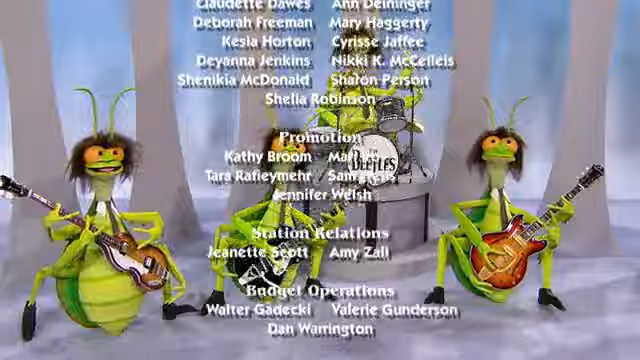 Claudette Dawes Ann Deininger
Deborah Freeman Mary Haggerty
Kesia Horton Cyrisse Jaffee
Deyanna Jenkins Nikki K. McCelleis
Shenikia McDonald Sharon Person
Shelia Robinson
Promotion
Kathy Broom
Tara Rafieymehr Sam
Jennifer Welsh
Station Relations
Jeanette Scott Amy Zall
Budget Operations
Walter Gadecki Valerie Gunderson
Dan Warrington
BEETLES